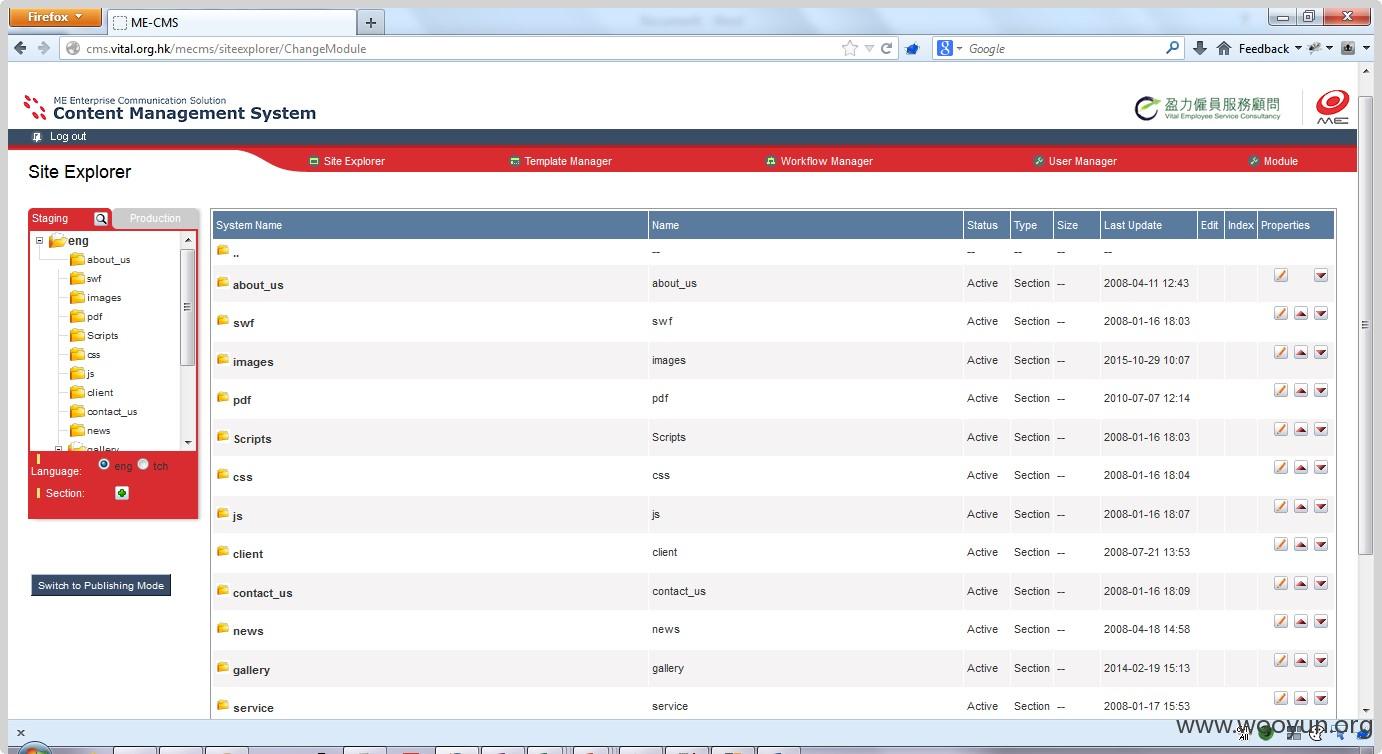 Firefox
ME-CMS
cms.vital.org.hk/mecms/siteexplorer/ChangeModule
Google
Feedback
ME Enterprise Communication Solution
Content Management System
盈力僱員服務顧問
Vital Employee Service Consultancy
ME
Log out
Site Explorer
Site Explorer
Template Manager
Workflow Manager
User Manager
Module
Staging
Production
eng
about_us
swf
images
pdf
Scripts
css
js
client
contact_us
news
gallery
Language: eng tch
Section:
Switch to Publishing Mode
System Name Name Status Type Size Last Update Edit Index Properties
.. -- -- -- -- --
about_us about_us Active Section -- 2008-04-11 12:43
swf swf Active Section -- 2008-01-16 18:03
images images Active Section -- 2015-10-29 10:07
pdf pdf Active Section -- 2010-07-07 12:14
Scripts Scripts Active Section -- 2008-01-16 18:03
css css Active Section -- 2008-01-16 18:04
js js Active Section -- 2008-01-16 18:07
client client Active Section -- 2008-07-21 13:53
contact_us contact_us Active Section -- 2008-01-16 18:09
news news Active Section -- 2008-04-18 14:58
gallery gallery Active Section -- 2014-02-19 15:13
service service Active Section -- 2008-01-17 15:53
www.wooyun.org